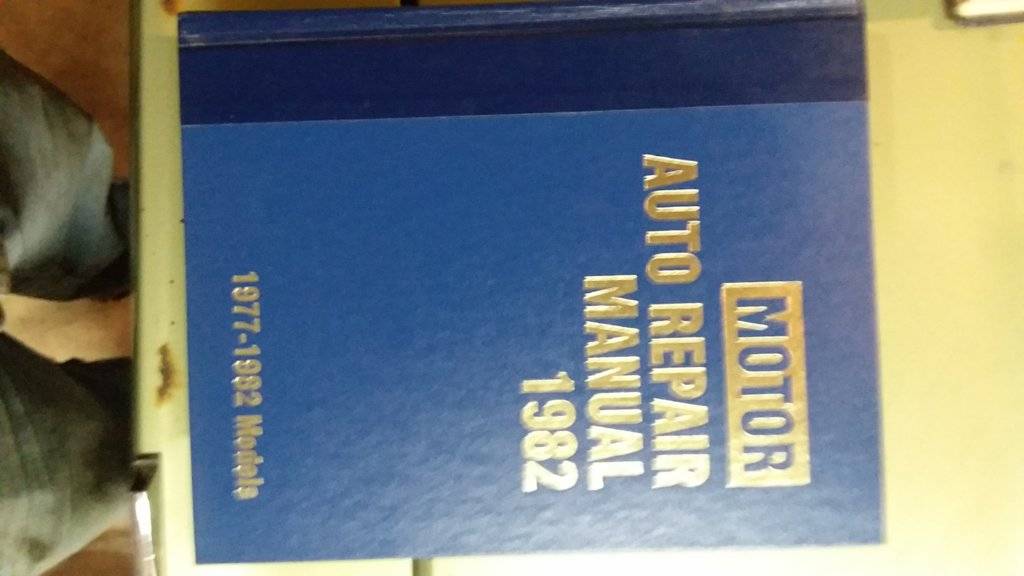 MOTOR
AUTO REPAIR
MANUAL
1982
1977-1982 Models